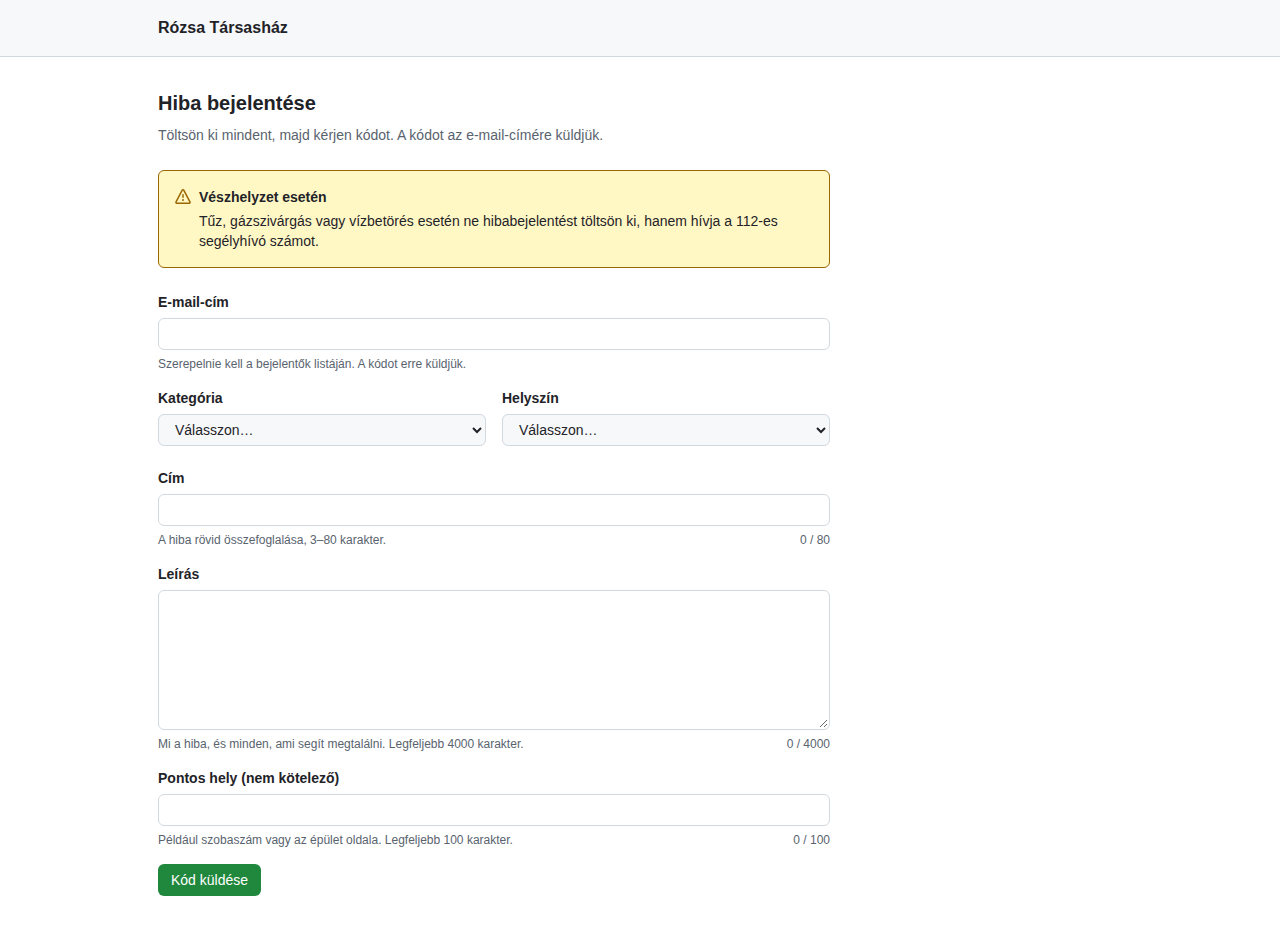 Rózsa Társasház
Hiba bejelentése
Töltsön ki mindent, majd kérjen kódot. A kódot az e-mail-címére küldjük.
Vészhelyzet esetén
Tűz, gázszivárgás vagy vízbetörés esetén ne hibabejelentést töltsön ki, hanem hívja a 112-es
segélyhívó számot.
E-mail-cím
Szerepelnie kell a bejelentők listáján. A kódot erre küldjük.
Kategória Helyszín
Válasszon… Válasszon…
Cím
A hiba rövid összefoglalása, 3–80 karakter. 0 / 80
Leírás
Mi a hiba, és minden, ami segít megtalálni. Legfeljebb 4000 karakter. 0 / 4000
Pontos hely (nem kötelező)
Például szobaszám vagy az épület oldala. Legfeljebb 100 karakter. 0 / 100
Kód küldése